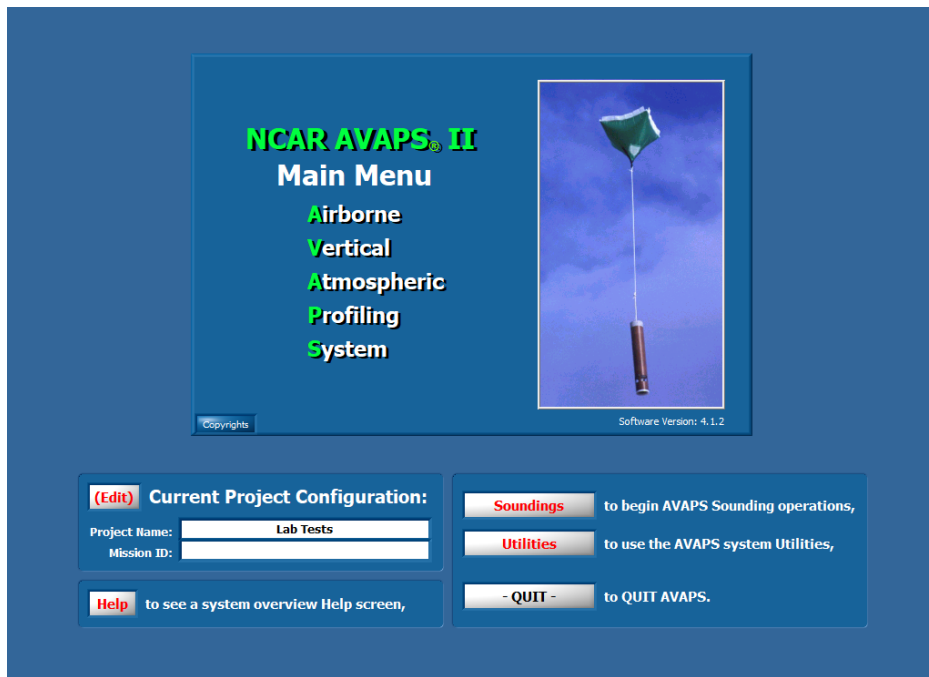 NCAR AVAPS® II
Main Menu
Airborne
Vertical
Atmospheric
Profiling
System
Copyrights
Software Version: 4.1.2
(Edit) Current Project Configuration:
Project Name: Lab Tests
Mission ID:
Help to see a system overview Help screen,
Soundings to begin AVAPS Sounding operations,
Utilities to use the AVAPS system Utilities,
- QUIT - to QUIT AVAPS.